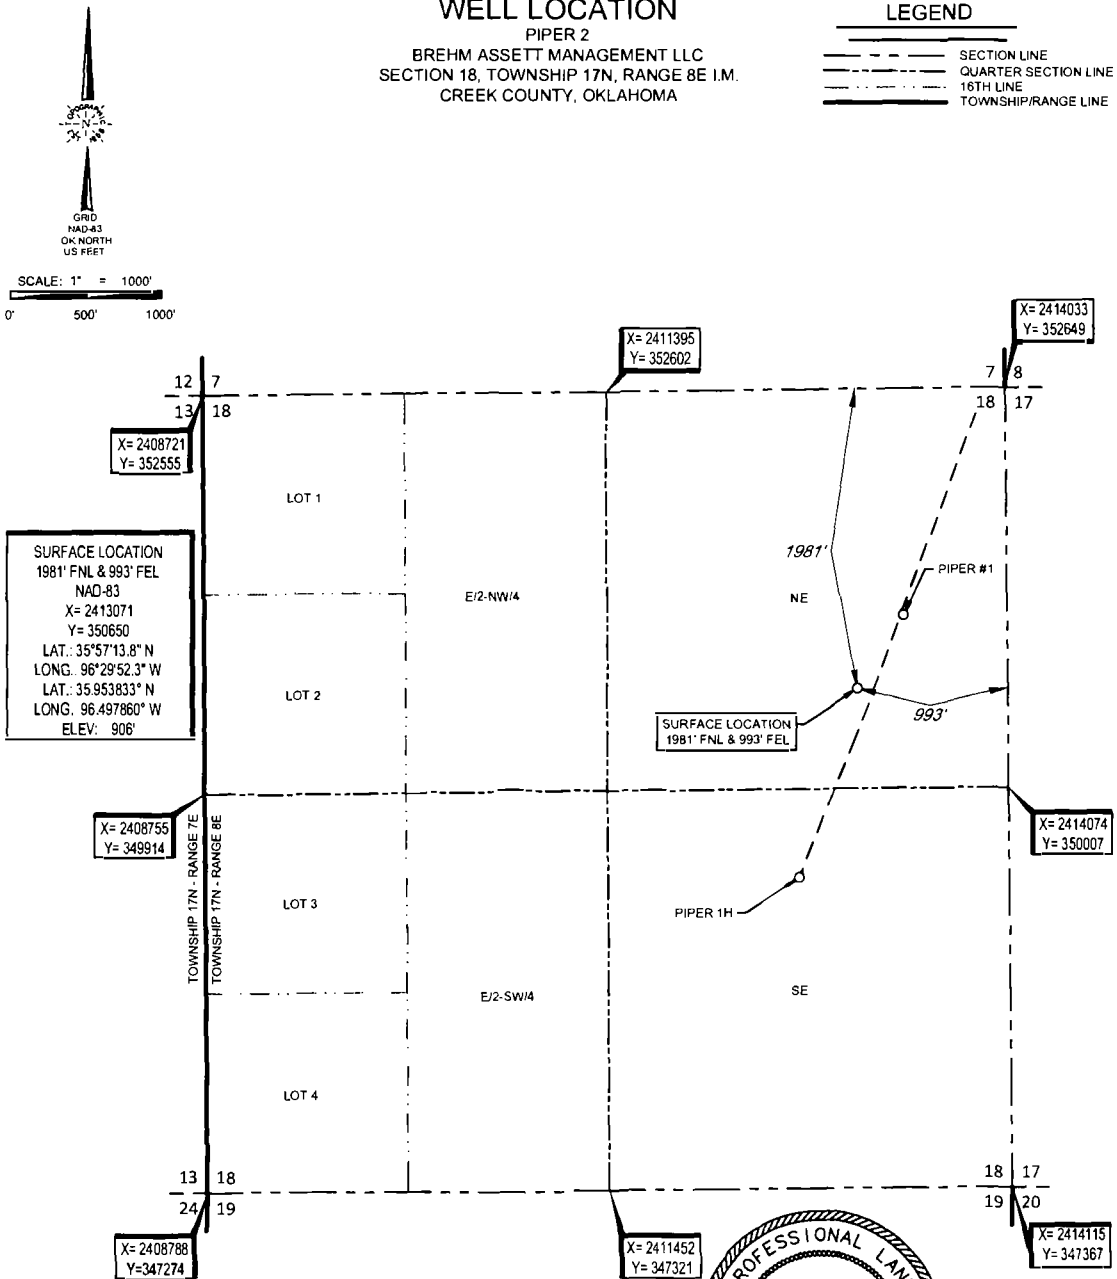 WELL LOCATION
PIPER 2
BREHM ASSETT MANAGEMENT LLC
SECTION 18, TOWNSHIP 17N, RANGE 8E I.M.
CREEK COUNTY, OKLAHOMA
LEGEND
SECTION LINE
QUARTER SECTION LINE
16TH LINE
TOWNSHIP/RANGE LINE
N
GRID
NAD-83
OK NORTH
US FEET
SCALE: 1" = 1000'
0' 500' 1000'
X= 2414033
Y= 352649
X= 2411395
Y= 352602
12 7
13 18
7 8
18 17
X= 2408721
Y= 352555
LOT 1
SURFACE LOCATION
1981' FNL & 993' FEL
NAD-83
X= 2413071
Y= 350650
LAT.: 35°57'13.8" N
LONG.. 96°29'52.3" W
LAT.: 35.953833° N
LONG. 96.497860° W
ELEV: 906'
1981'
PIPER #1
E/2-NW/4
NE
LOT 2
993'
SURFACE LOCATION
1981' FNL & 993' FEL
X= 2408755
Y= 349914
X= 2414074
Y= 350007
TOWNSHIP 17N - RANGE 7E
TOWNSHIP 17N - RANGE 8E
LOT 3
PIPER 1H
E/2-SW/4
SE
LOT 4
13 18
24 19
18 17
19 20
X= 2408788
Y=347274
X= 2411452
Y= 347321
X= 2414115
Y= 347367
ROFESSIONAL LAN